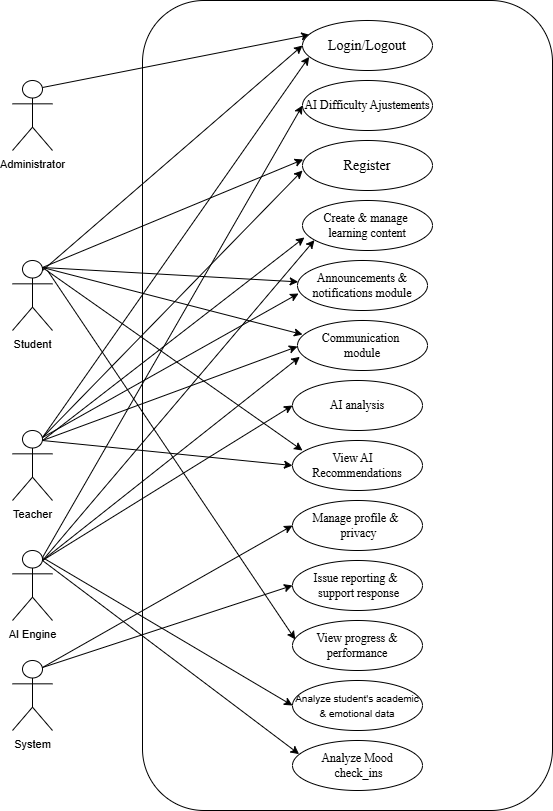 Login/Logout
AI Difficulty Ajustements
Administrator
Register
Create & manage
learning content
Announcements &
notifications module
Student
Communication
module
AI analysis
View AI
Recommendations
Teacher
Manage profile &
privacy
Issue reporting &
support response
AI Engine
View progress &
performance
Analyze student's academic
& emotional data
System
Analyze Mood
check_ins